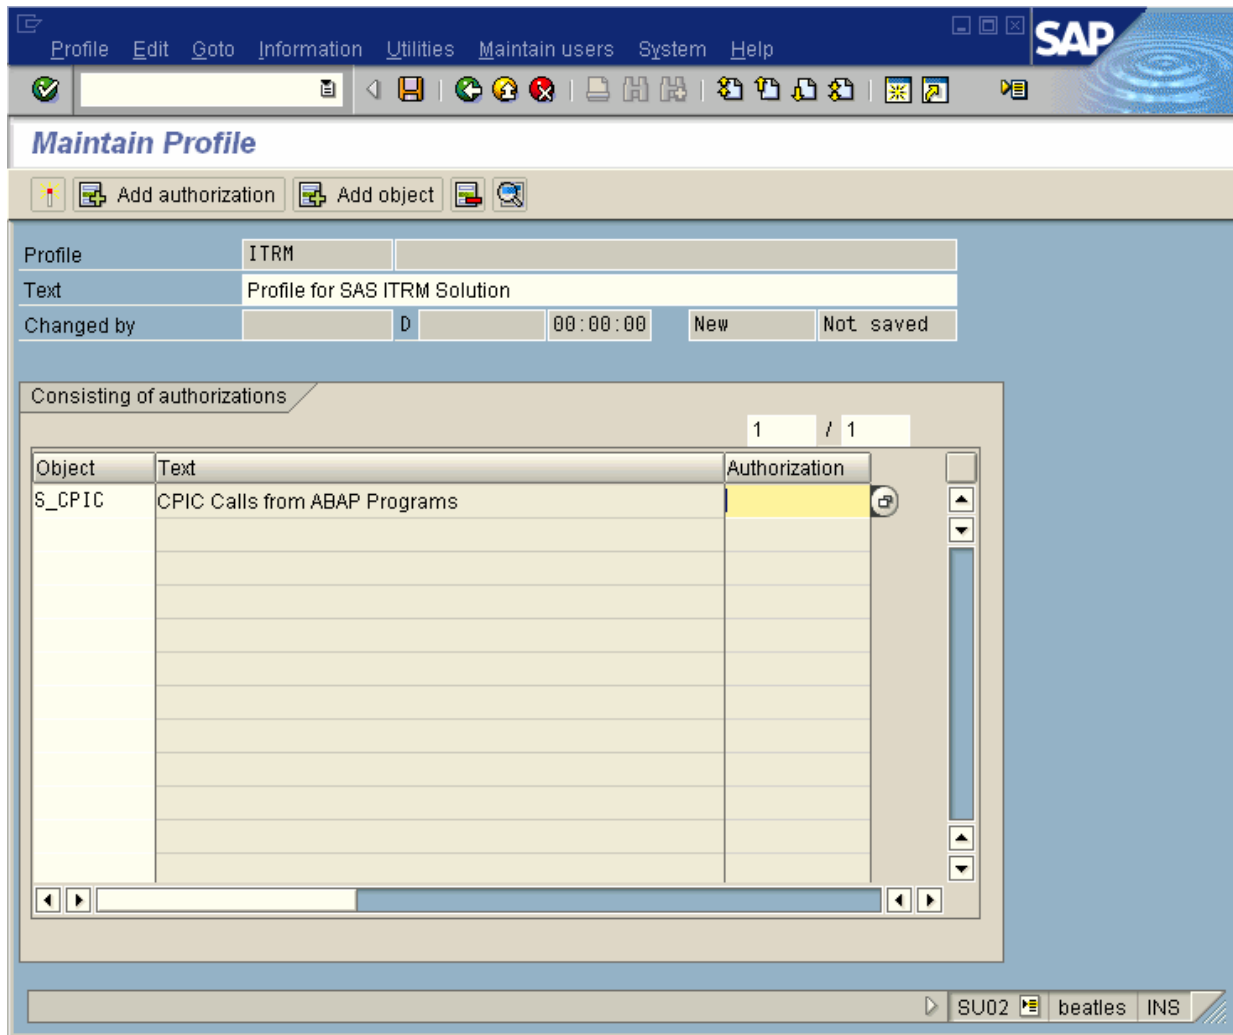 Profile Edit Goto Information Utilities Maintain users System Help
SAP
Maintain Profile
Add authorization Add object
Profile ITRM
Text Profile for SAS ITRM Solution
Changed by D 00:00:00 New Not saved
Consisting of authorizations
1 / 1
Object Text Authorization
S_CPIC CPIC Calls from ABAP Programs
SU02 beatles INS